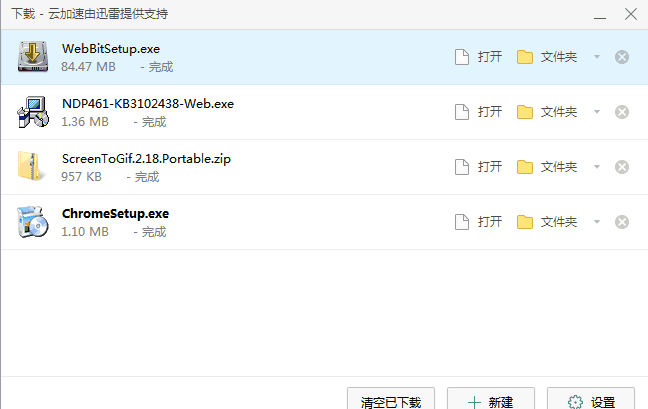 下载 - 云加速由迅雷提供支持
WebBitSetup.exe
84.47 MB - 完成
打开 文件夹
NDP461-KB3102438-Web.exe
1.36 MB - 完成
打开 文件夹
ScreenToGif.2.18.Portable.zip
957 KB - 完成
打开 文件夹
ChromeSetup.exe
1.10 MB - 完成
打开 文件夹
清空已下载 新建 设置